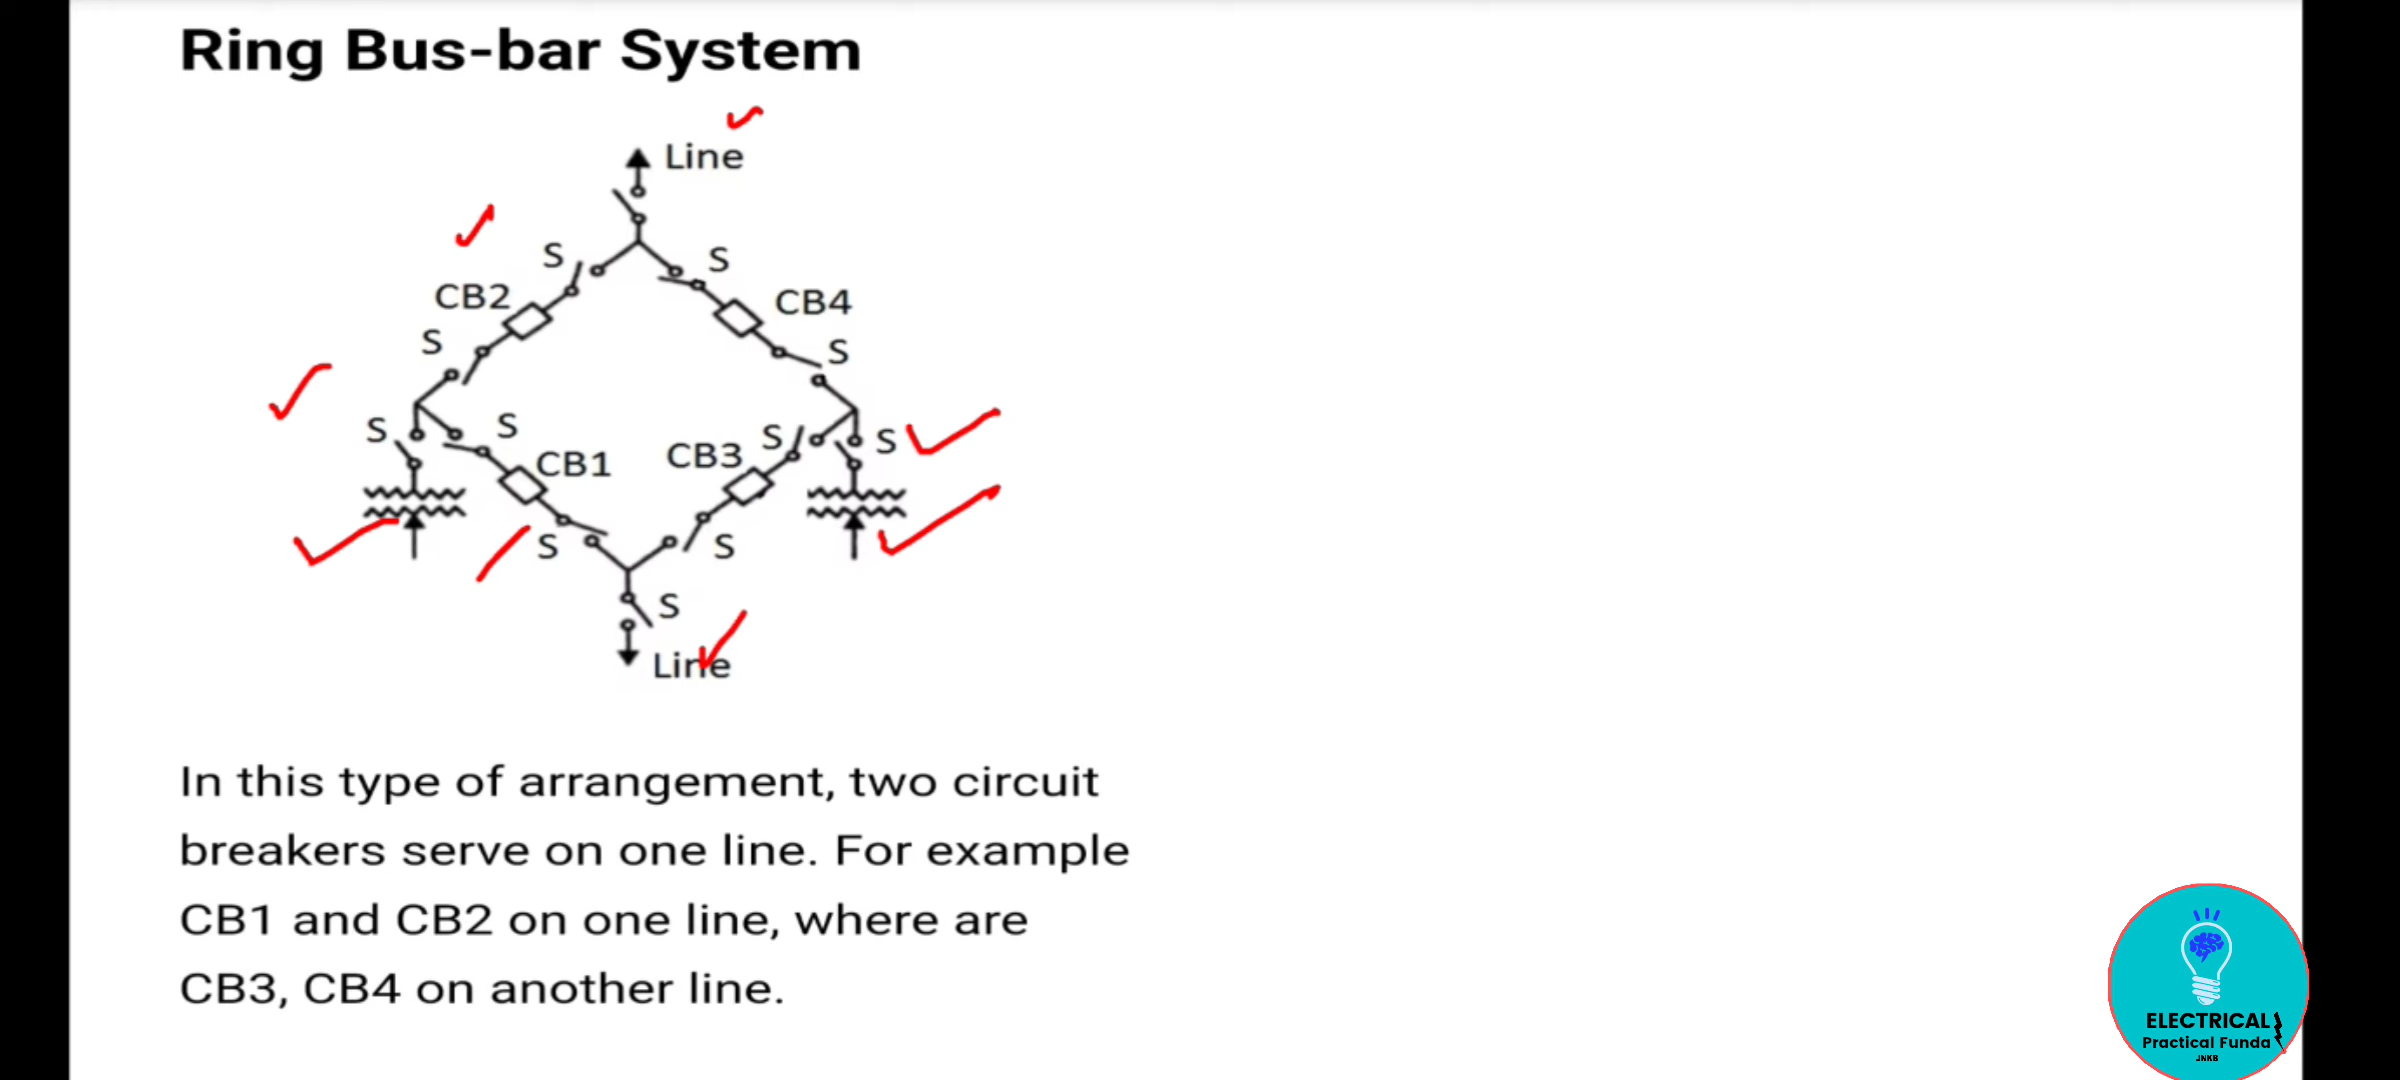 Ring Bus-bar System
Line
S
S
CB2
CB4
S
S
S
S
CB1
CB3
S
S
S
S
S
Line
In this type of arrangement, two circuit
breakers serve on one line. For example
CB1 and CB2 on one line, where are
CB3, CB4 on another line.
ELECTRICAL
Practical Funda
JNKB